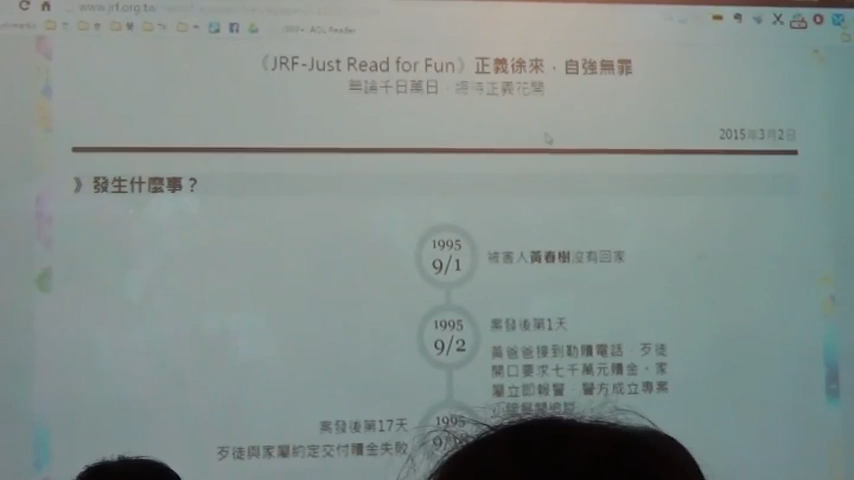 www.jrf.org.tw
AOL Reader
《JRF-Just Read for Fun》正義徐來，自強無罪
無論千日萬日，總待正義花開
2015年3月2日
》發生什麼事？
1995
9/1
被害人黃春樹沒有回家
1995
9/2
案發後第1天
黃爸爸接到勒贖電話，歹徒
開口要求七千萬元贖金。家
屬立即報警，警方成立專案
案發後第17天
歹徒與家屬約定交付贖金失敗
1995